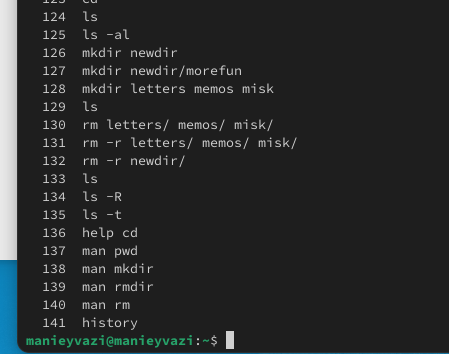 123 cd
124 ls
125 ls -al
126 mkdir newdir
127 mkdir newdir/morefun
128 mkdir letters memos misk
129 ls
130 rm letters/ memos/ misk/
131 rm -r letters/ memos/ misk/
132 rm -r newdir/
133 ls
134 ls -R
135 ls -t
136 help cd
137 man pwd
138 man mkdir
139 man rmdir
140 man rm
141 history
manieyvazi@manieyvazi:~$